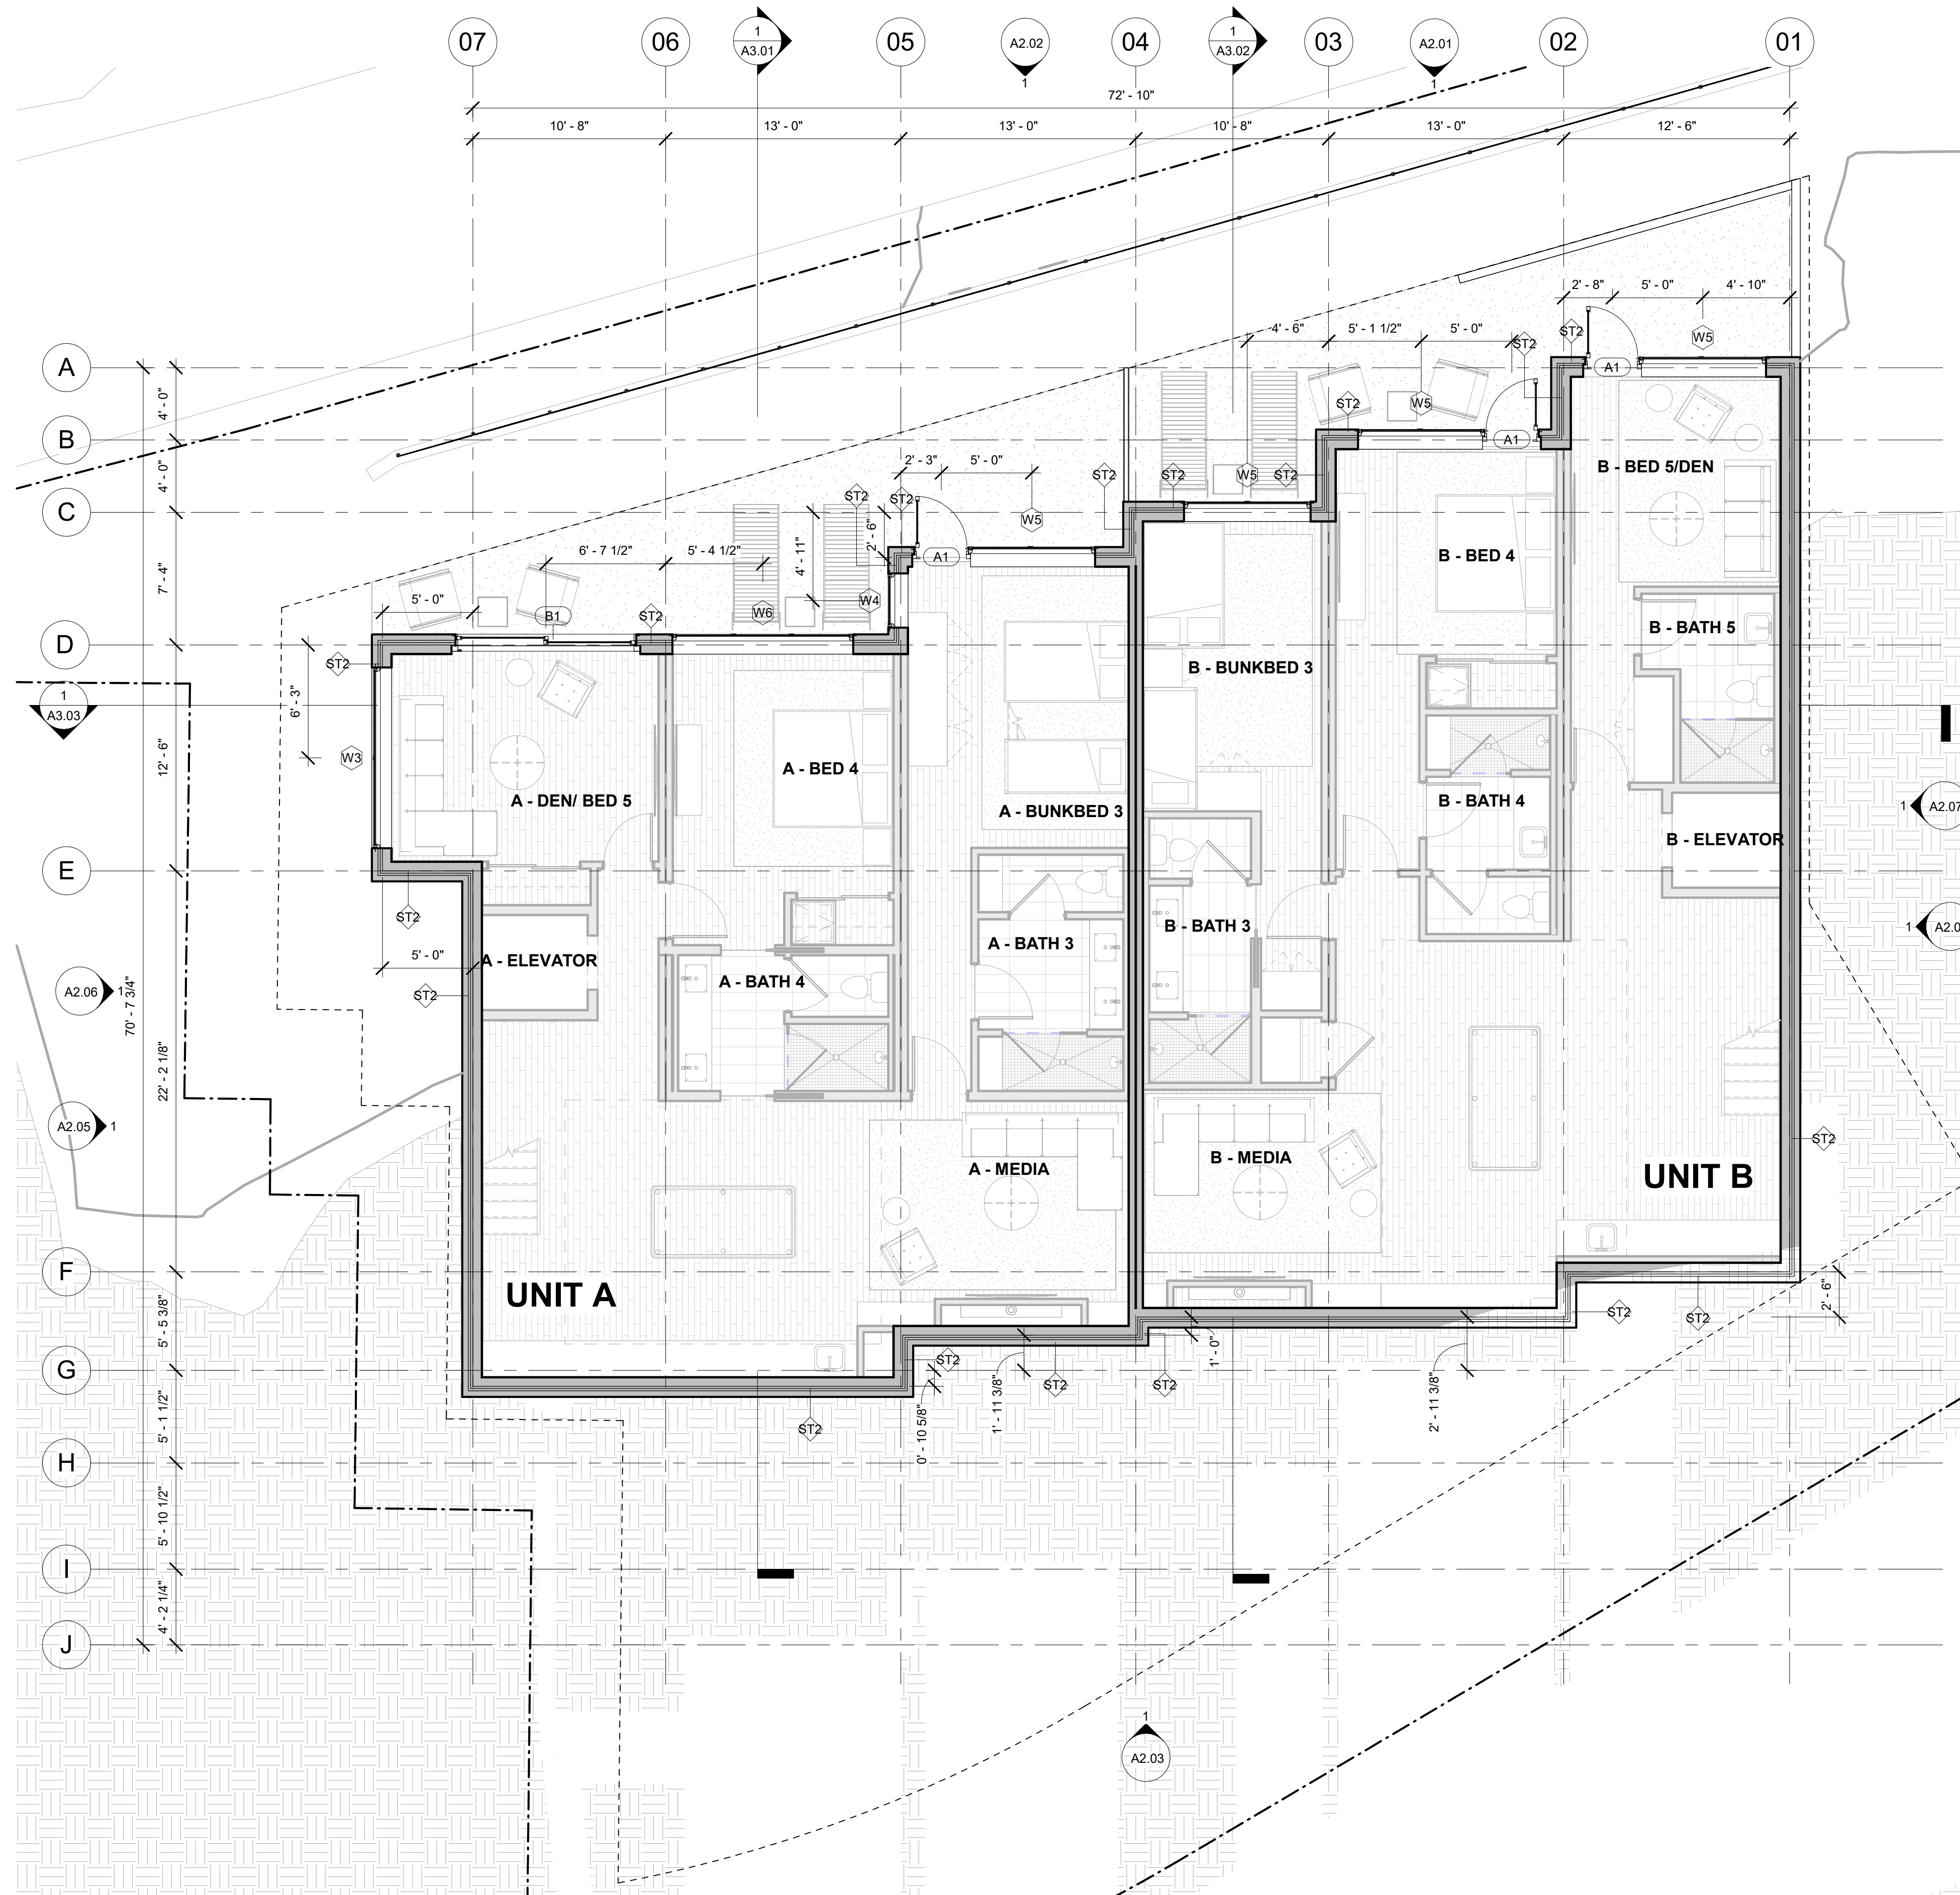 07
06
1
A3.01
05
A2.02
1
04
1
A3.02
03
A2.01
1
02
01
72' - 10"
10' - 8"
13' - 0"
13' - 0"
10' - 8"
13' - 0"
12' - 6"
2' - 8"
5' - 0"
4' - 10"
4' - 6"
5' - 1 1/2"
5' - 0"
ST2
ST2
W5
A
A1
4' - 0"
ST2
W5
B
A1
4' - 0"
2' - 3"
5' - 0"
B - BED 5/DEN
ST2
ST2
W5
ST2
C
ST2
ST2
W5
2' - 6"
4' - 11"
6' - 7 1/2"
5' - 4 1/2"
A1
B - BED 4
7' - 4"
5' - 0"
B1
ST2
W6
W4
B - BATH 5
D
ST2
B - BUNKBED 3
1
A3.03
6' - 3"
W3
12' - 6"
A - BED 4
A - DEN/ BED 5
A - BUNKBED 3
B - BATH 4
1
A2.07
B - ELEVATOR
E
ST2
B - BATH 3
1
A - BATH 3
5' - 0"
A - ELEVATOR
A - BATH 4
A2.06
1
ST2
70' - 7 3/4"
22' - 2 1/8"
A2.05
1
ST2
A - MEDIA
B - MEDIA
UNIT B
F
UNIT A
2' - 6"
ST2
ST2
5' - 5 3/8"
1' - 0"
G
ST2
ST2
ST2
1' - 11 3/8"
2' - 11 3/8"
0' - 10 5/8"
5' - 1 1/2"
ST2
H
5' - 10 1/2"
I
4' - 2 1/4"
J
1
A2.03